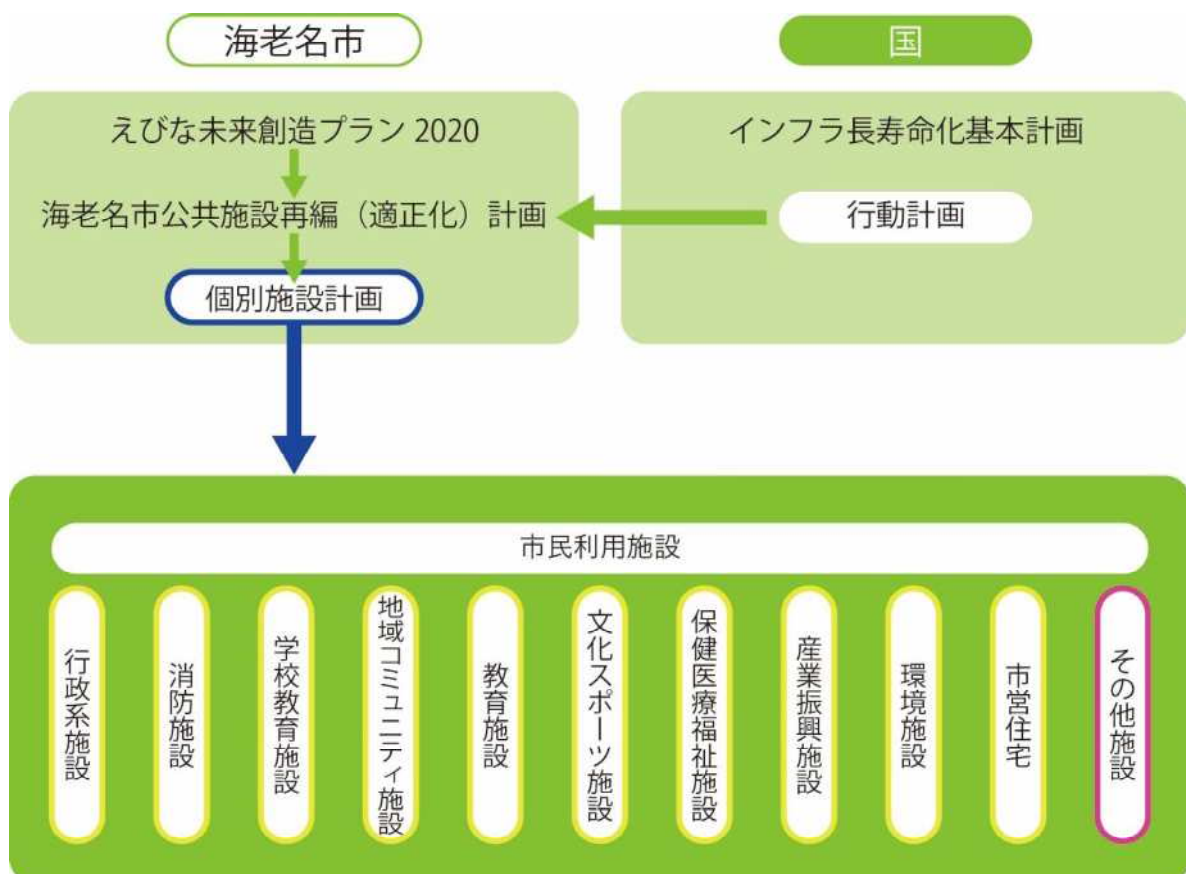 海老名市
国
えびな未来創造プラン 2020
海老名市公共施設再編（適正化）計画
個別施設計画
インフラ長寿命化基本計画
行動計画
市民利用施設
行政系施設
消防施設
学校教育施設
地域コミュニティ施設
教育施設
文化スポーツ施設
保健医療福祉施設
産業振興施設
環境施設
市営住宅
その他施設